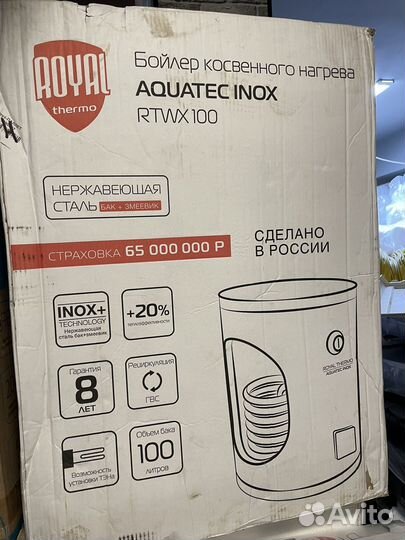 ROYAL
thermo
Бойлер косвенного нагрева
AQUATEC INOX
RTWX100
НЕРЖАВЕЮЩАЯ
СТАЛЬ БАК + ЗМЕЕВИК
СТРАХОВКА 65 000 000 Р
СДЕЛАНО
В РОССИИ
INOX+
TECHNOLOGY
Нержавеющая
сталь бак+змеевик
+20%
теплоэффективности
Гарантия
8
ЛЕТ
Рециркуляция
ГВС
Возможность
установки ТЭНа
Объем бака
100
литров
ROYAL THERMO
AQUATEC INOX
Avito